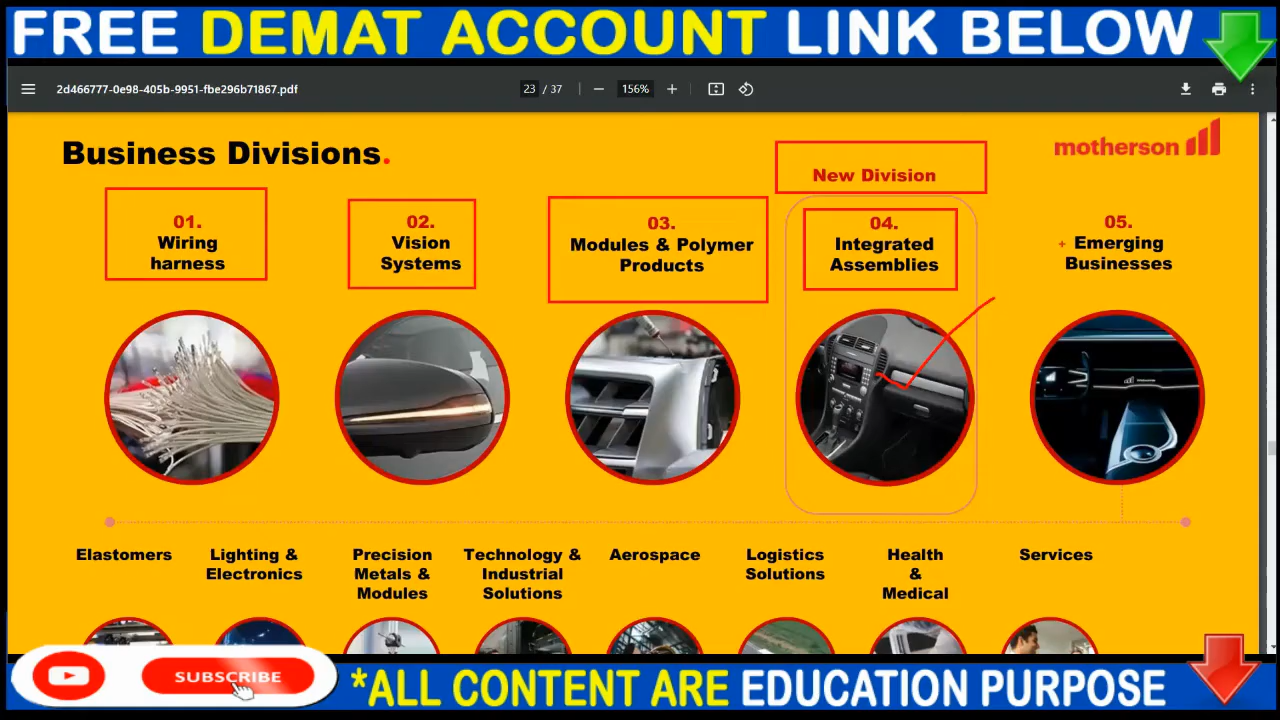 FREE DEMAT ACCOUNT LINK BELOW
2d466777-0e98-405b-9951-fbe296b71867.pdf
23 / 37
156%
Business Divisions.
motherson
New Division
01.
Wiring
harness
02.
Vision
Systems
03.
Modules & Polymer
Products
04.
Integrated
Assemblies
05.
+ Emerging
Businesses
Elastomers
Lighting &
Electronics
Precision
Metals &
Modules
Technology &
Industrial
Solutions
Aerospace
Logistics
Solutions
Health
&
Medical
Services
SUBSCRIBE
*ALL CONTENT ARE EDUCATION PURPOSE